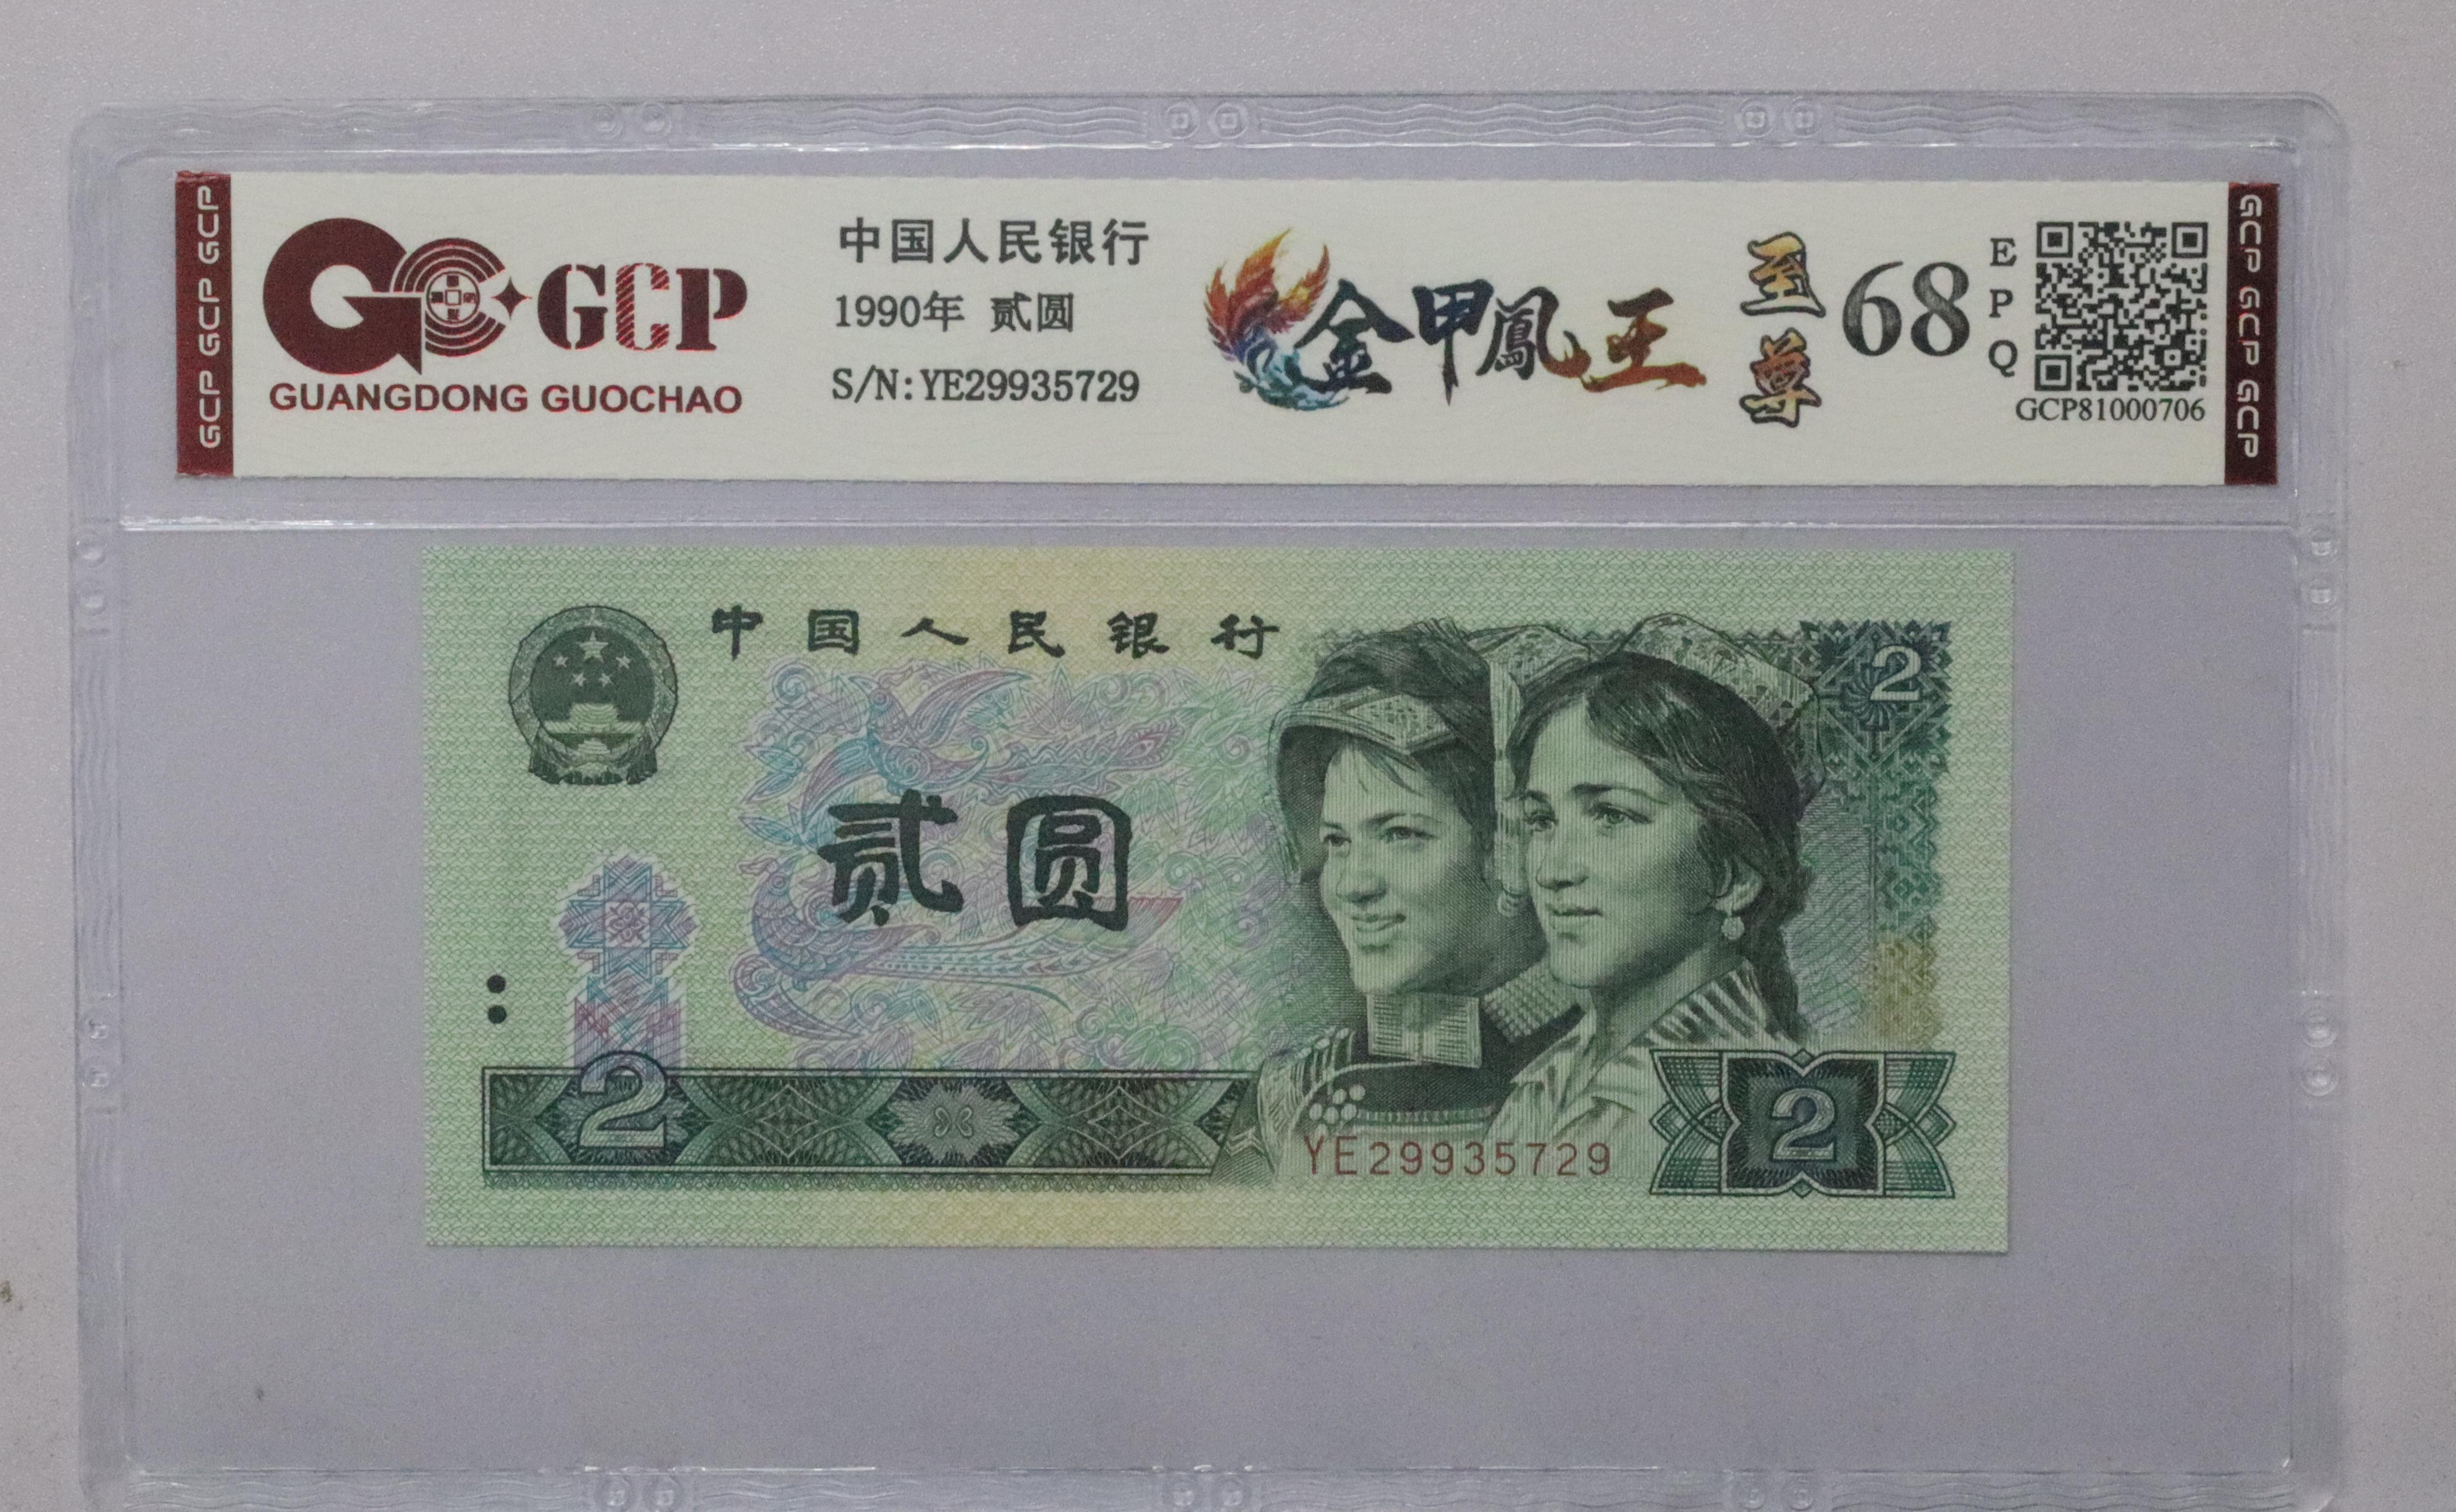 GCP GCP GCP
GCP
GUANGDONG GUOCHAO
中国人民银行
1990年 贰圆
S/N:YE29935729
金甲鳳王
至尊
68
EPQ
GCP81000706
GCP GCP GCP
中国人民银行
2
贰圆
2
YE29935729
2